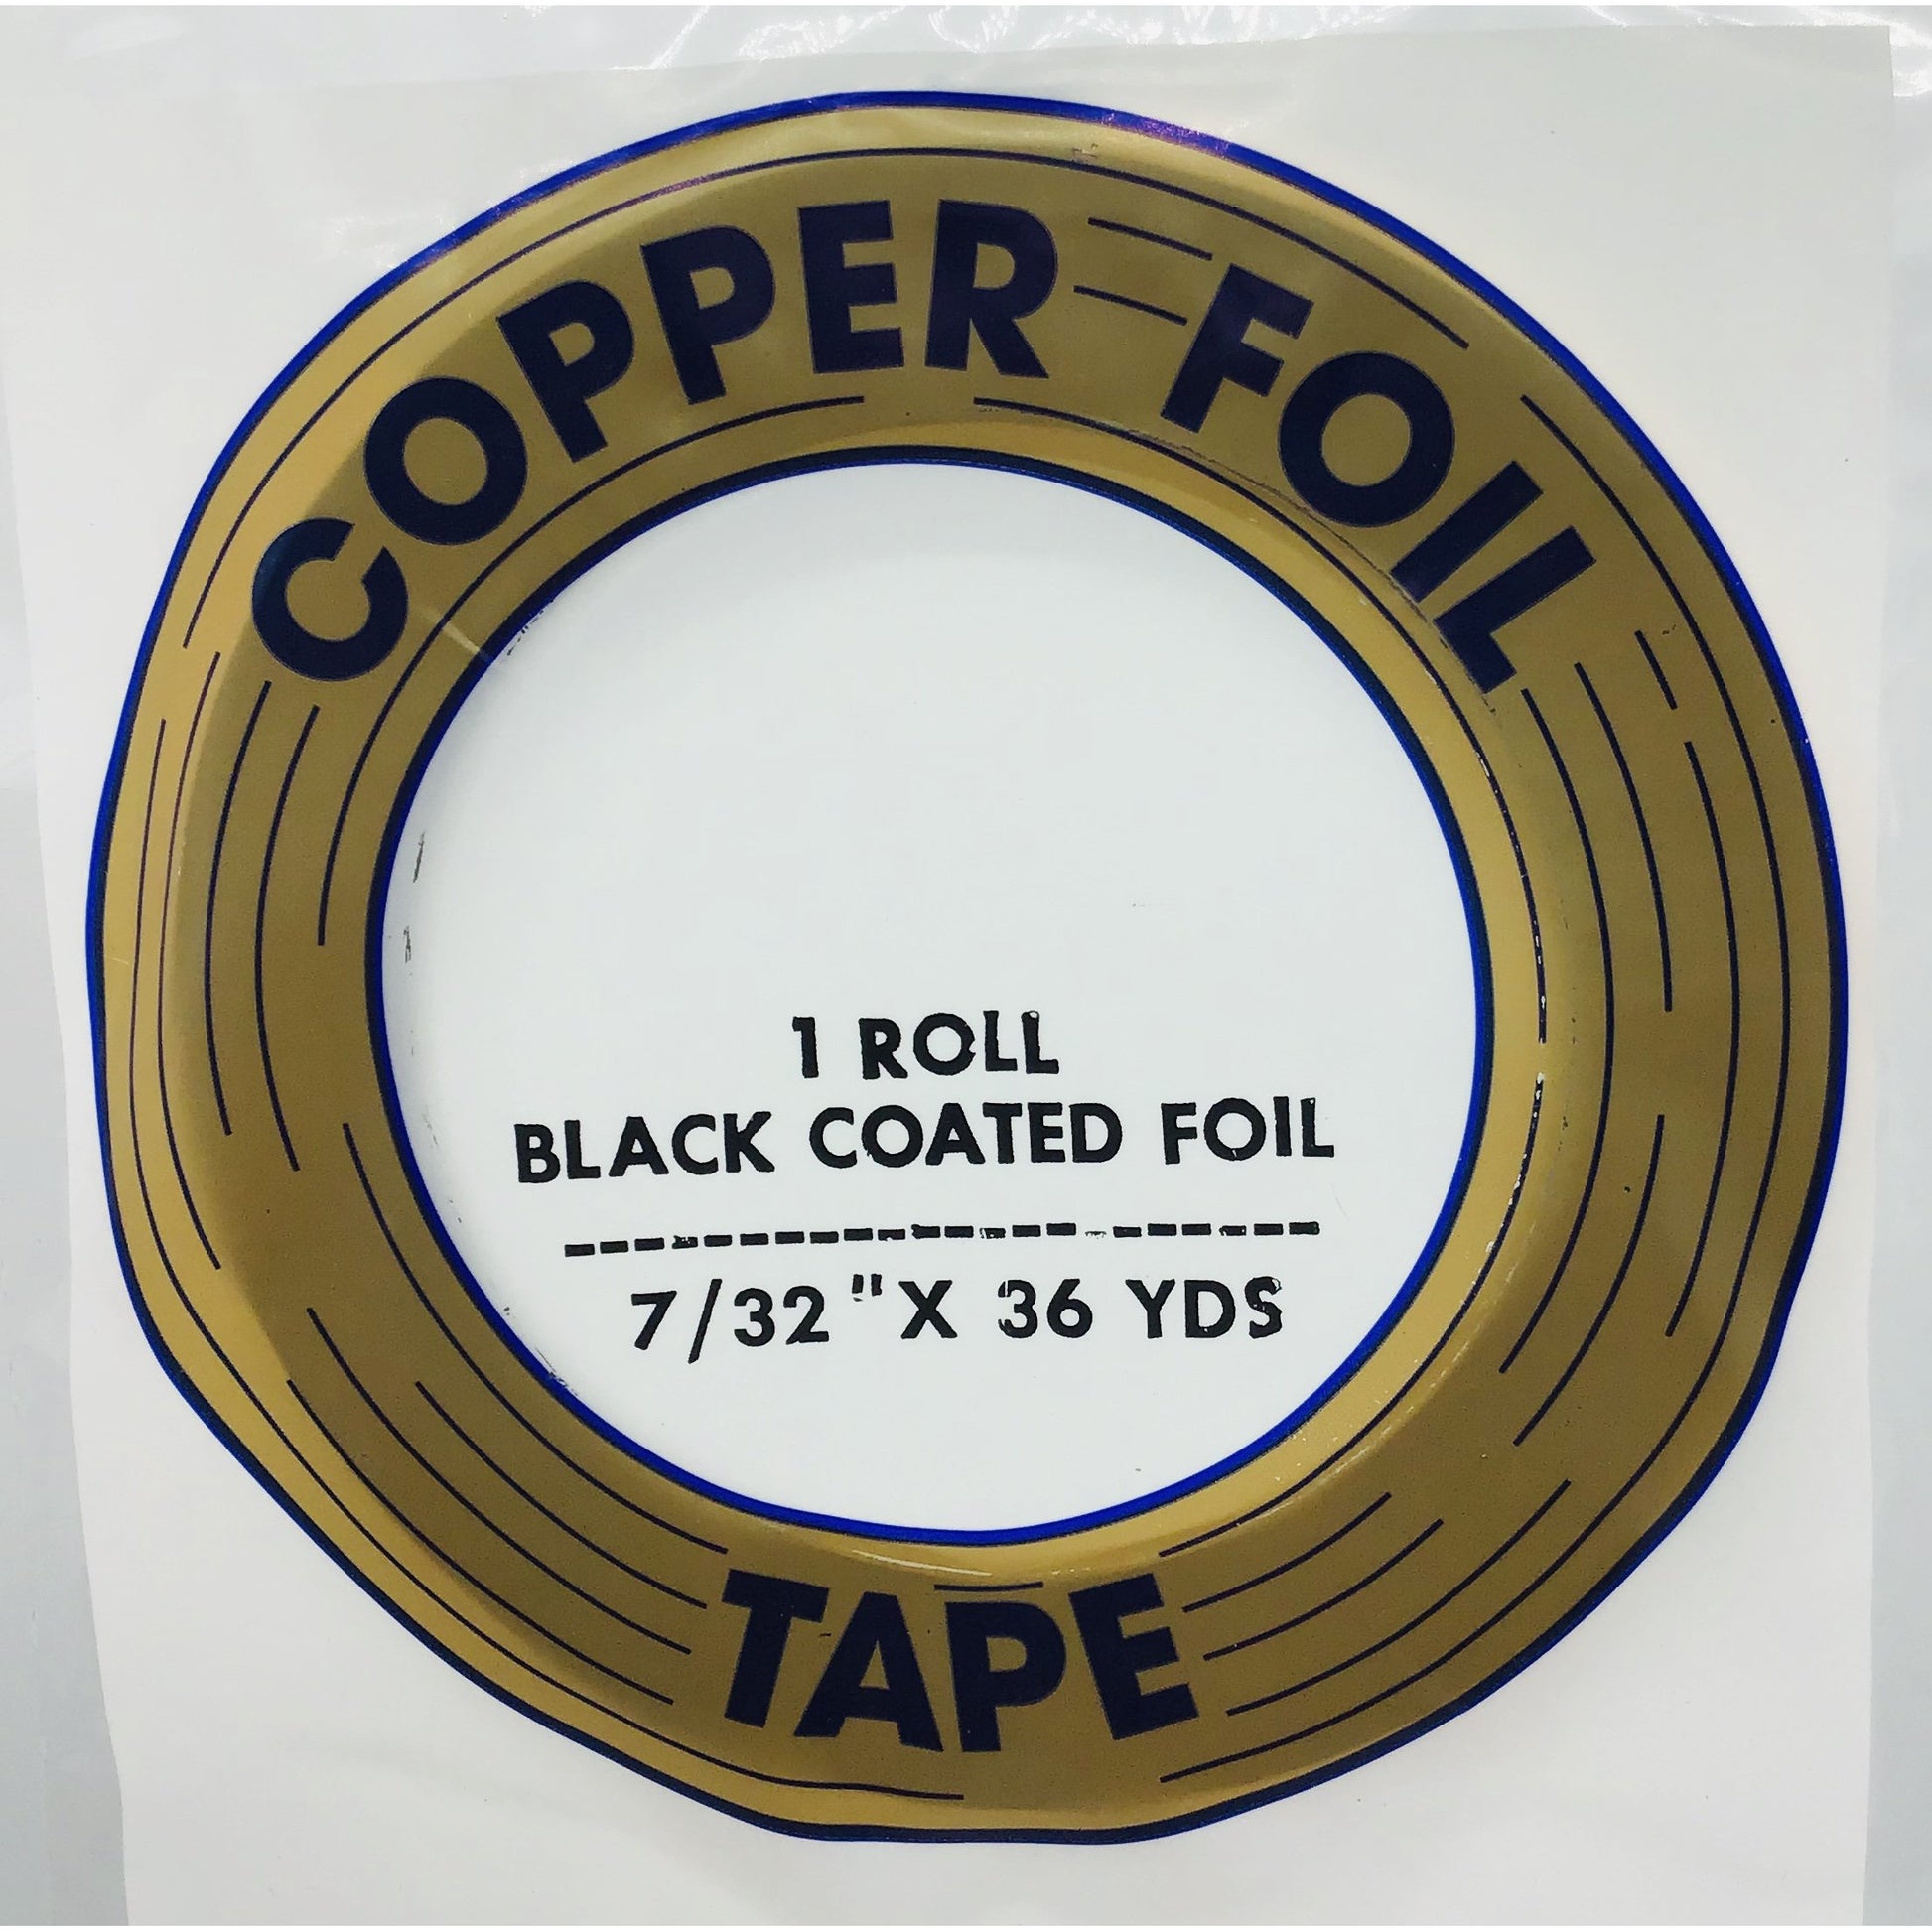 COPPER FOIL
1 ROLL
BLACK COATED FOIL
----------------------
7/32"X 36 YDS
TAPE